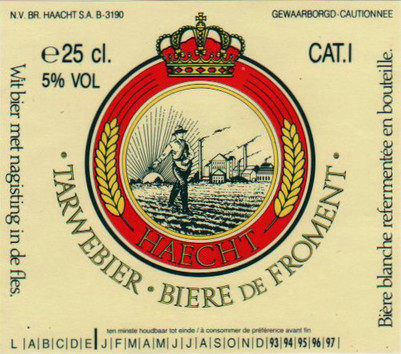 N.V. BR. HAACHT S.A. B-3190
GEWAARBORGD-CAUTIONNEE
e 25 cl.
5% VOL
CAT.I
Witbier met nagisting in de fles.
Bière blanche refermentée en bouteille.
HAECHT
• TARWEBIER • BIERE DE FROMENT •
ten minste houdbaar tot einde / à consommer de préférence avant fin
L|A|B|C|D|E|J|F|M|A|M|J|J|A|S|O|N|D|93|94|95|96|97|